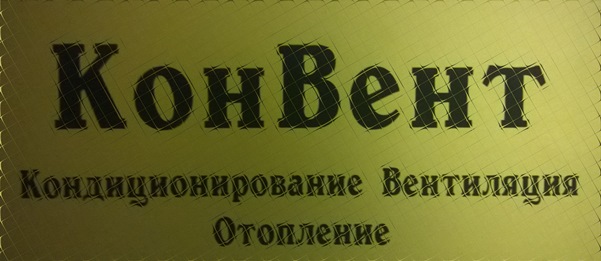 КонВент
Кондиционирование Вентиляция
Отопление